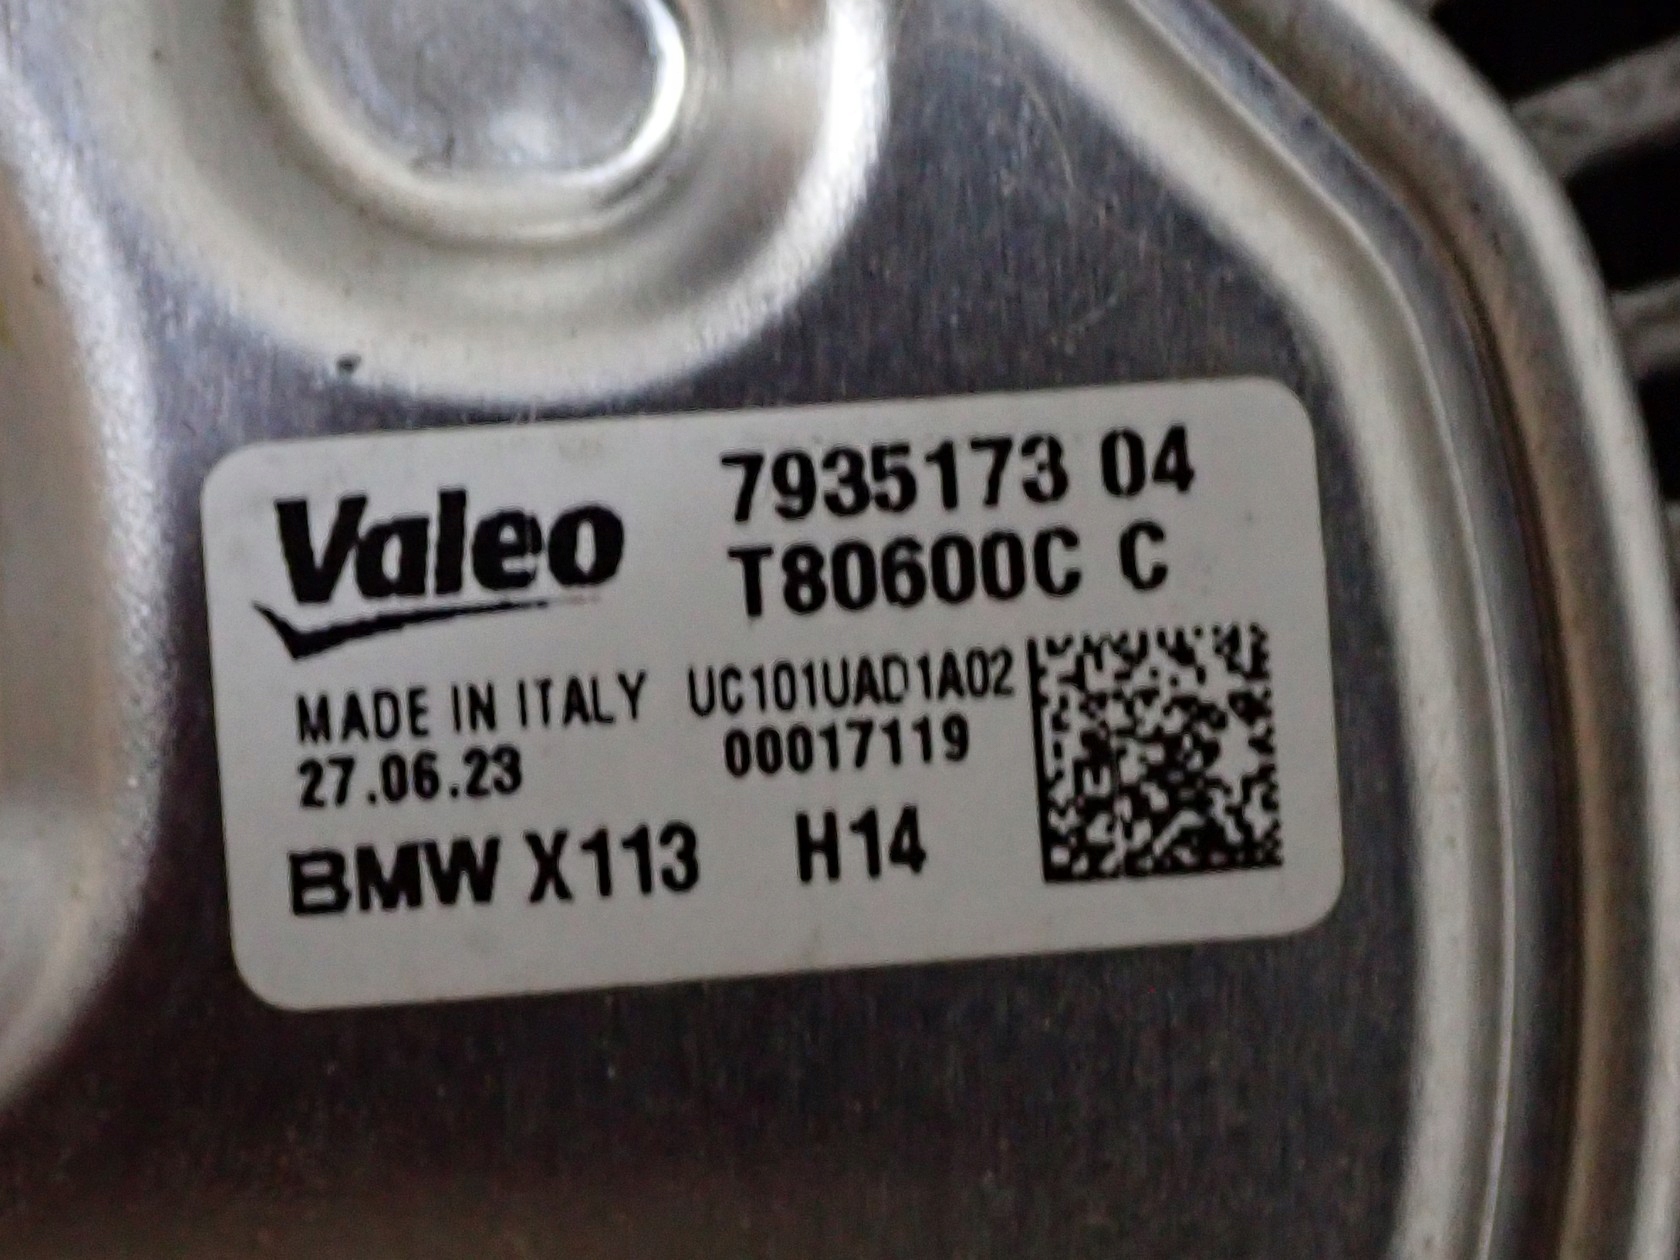 Valeo
7935173 04
T80600C C
MADE IN ITALY UC101UAD1A02
27.06.23 00017119
BMW X113 H14